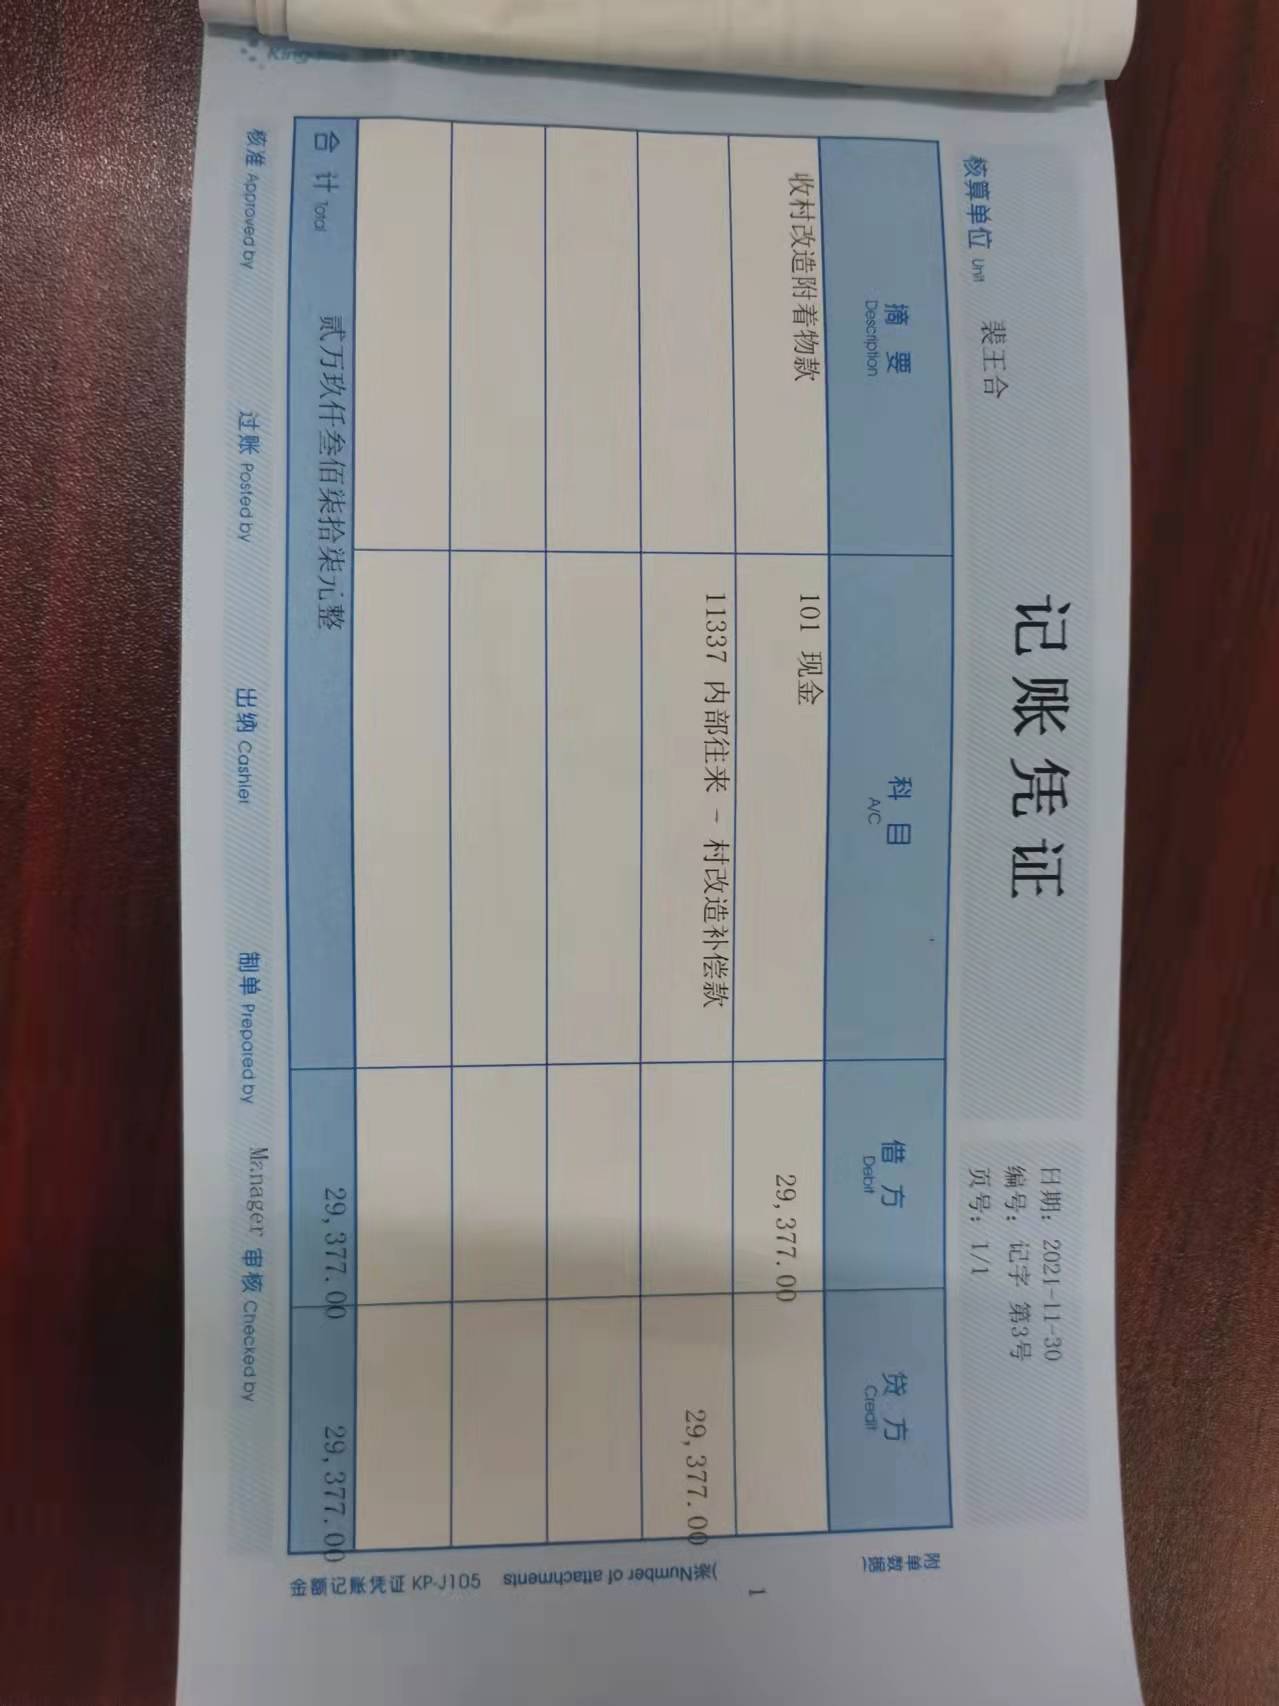 记账凭证
日期：2021-11-30
编号：记字 第3号
核算单位 Unit 裴王合
页号：1/1
摘要 科目 借方 贷方
Description A/C Debit Credit
收村改造附着物款 101 现金 29,377.00
11337 内部往来 - 村改造补偿款 29,377.00
合计 Total 贰万玖仟叁佰柒拾柒元整 29,377.00 29,377.00
核准 Approved by 过账 Posted by 出纳 Cashier 制单 Prepared by Manager 审核 Checked by
附单据数
1
(Number of attachments)张
金额记账凭证 KP-J105